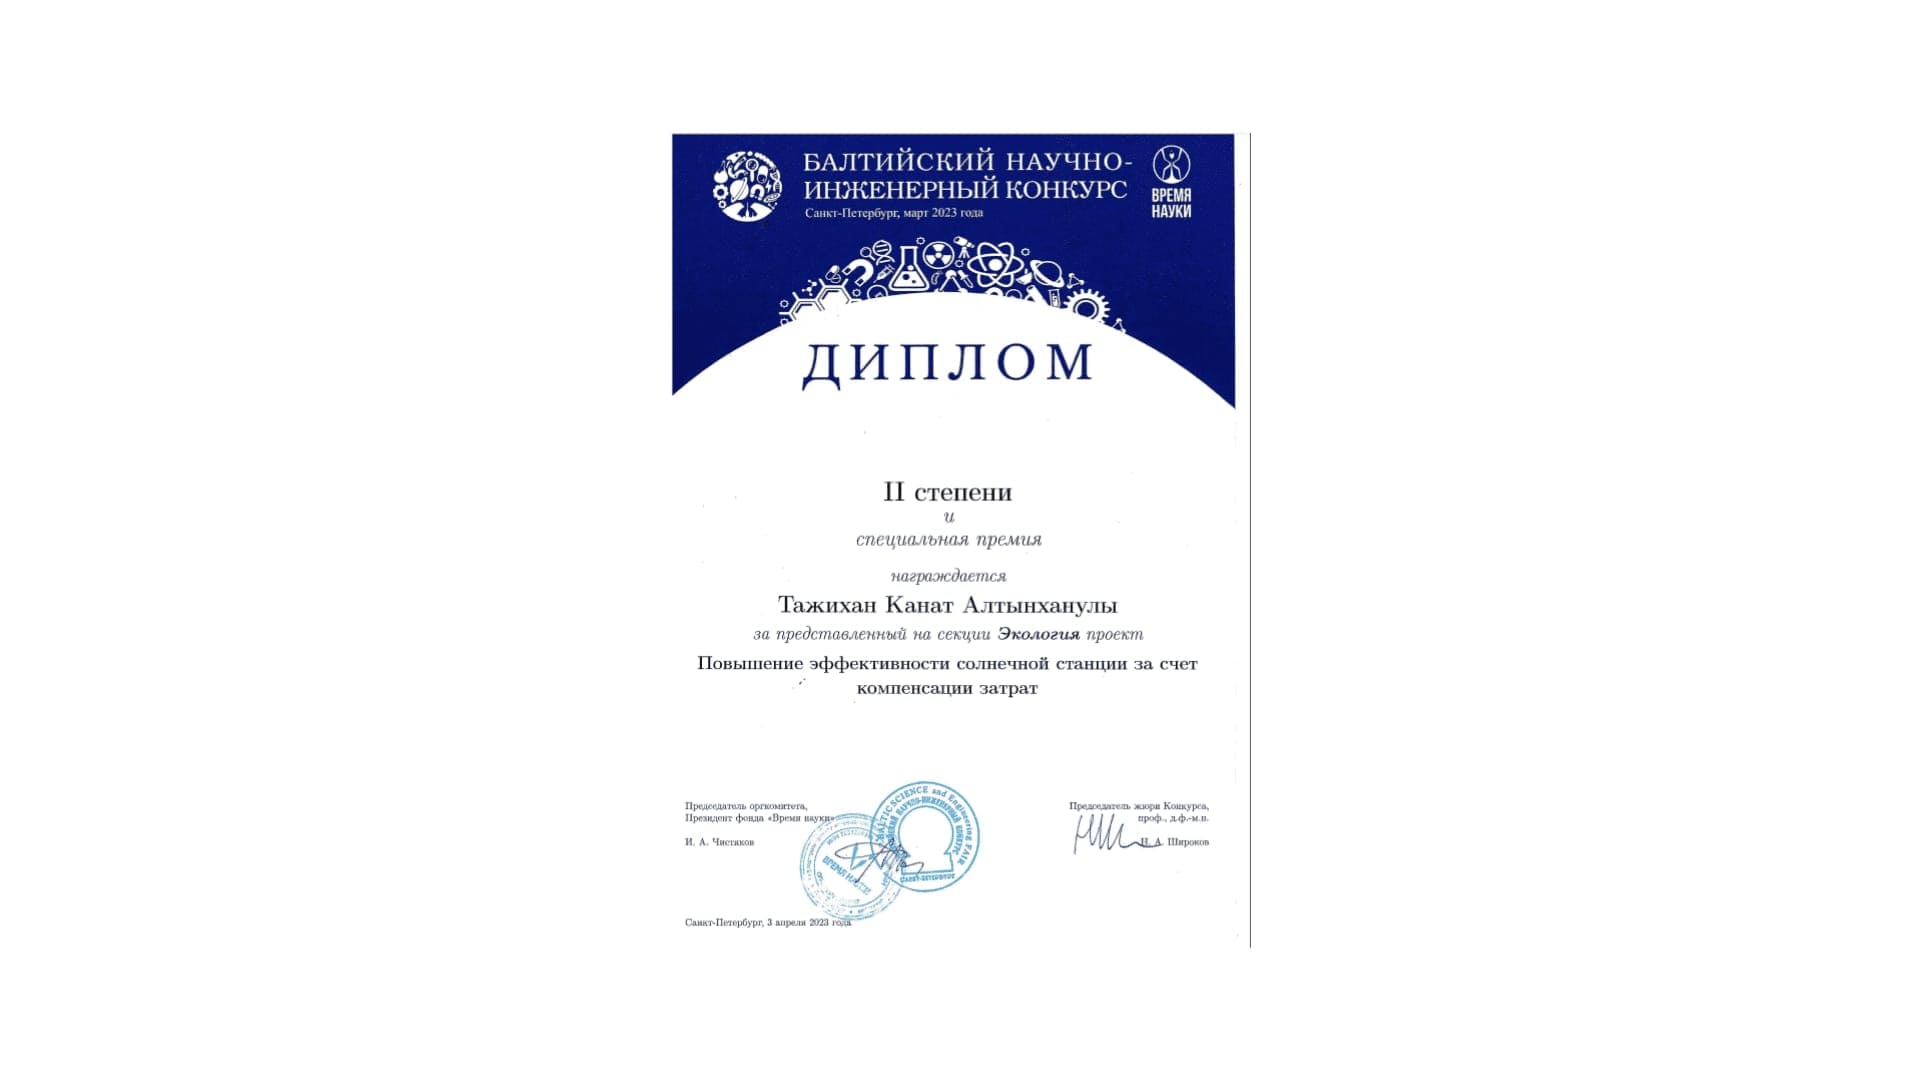 БАЛТИЙСКИЙ НАУЧНО-
ИНЖЕНЕРНЫЙ КОНКУРС
Санкт-Петербург, март 2023 года
ВРЕМЯ
НАУКИ
ДИПЛОМ
II степени
и
специальная премия
награждается
Тажихан Канат Алтынханулы
за представленный на секции Экология проект
Повышение эффективности солнечной станции за счет
компенсации затрат
Председатель оргкомитета,
Президент фонда «Время науки»
И. А. Чистяков
BALTIC SCIENCE and Engineering FAIR
НАУЧНО-ИНЖЕНЕРНЫЙ КОНКУРС
САНКТ-ПЕТЕРБУРГ
ВРЕМЯ НАУКИ
Председатель жюри Конкурса,
проф., д.ф.-м.н.
И. А. Широков
Санкт-Петербург, 3 апреля 2023 года